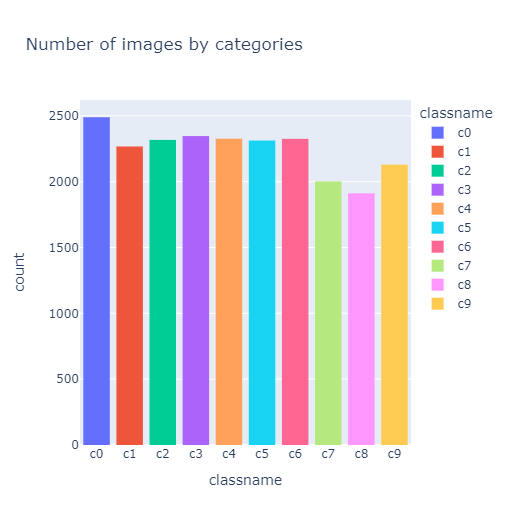 Number of images by categories
2500
2000
1500
1000
500
0
count
c0 c1 c2 c3 c4 c5 c6 c7 c8 c9
classname
classname
c0
c1
c2
c3
c4
c5
c6
c7
c8
c9